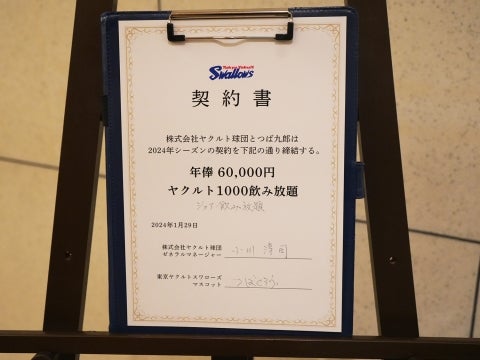 Tokyo Yakult
Swallows
契約書
株式会社ヤクルト球団とつば九郎は
2024年シーズンの契約を下記の通り締結する。
年俸 60,000円
ヤクルト1000飲み放題
ジョア飲み放題
2024年1月29日
株式会社ヤクルト球団
ゼネラルマネージャー 小川淳司
東京ヤクルトスワローズ
マスコット つばくろう